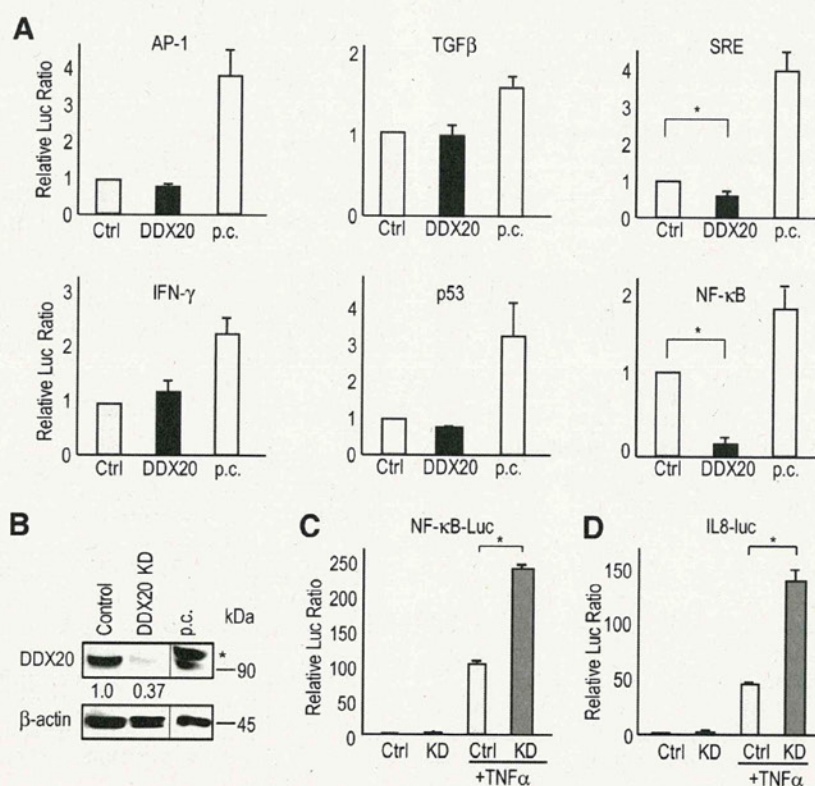 A
AP-1
Relative Luc Ratio
4
3
2
1
0
Ctrl DDX20 p.c.
TGFβ
2
1
0
Ctrl DDX20 p.c.
SRE
4
3
2
1
0
*
Ctrl DDX20 p.c.
IFN-γ
Relative Luc Ratio
3
2
1
0
Ctrl DDX20 p.c.
p53
4
3
2
1
0
Ctrl DDX20 p.c.
NF-κB
2
1
0
*
Ctrl DDX20 p.c.
B
Control
DDX20 KD
p.c.
kDa
DDX20
*
90
1.0 0.37
β-actin
45
C
NF-κB-Luc
Relative Luc Ratio
250
200
150
100
50
0
*
Ctrl KD Ctrl KD
+TNFα
D
IL8-luc
Relative Luc Ratio
150
100
50
0
*
Ctrl KD Ctrl KD
+TNFα